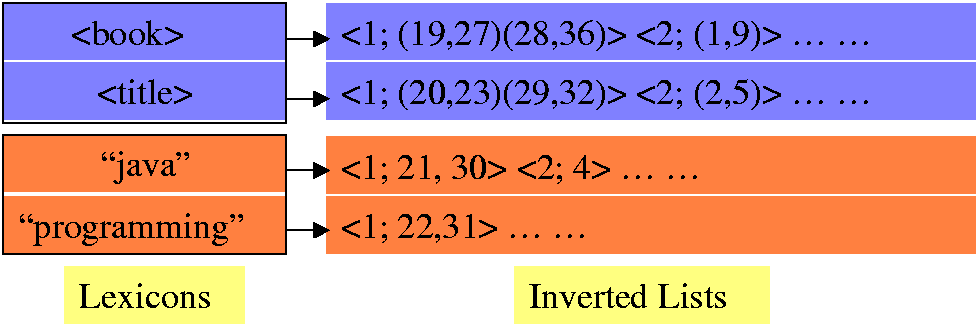 <book> <1; (19,27)(28,36)> <2; (1,9)> … …
<title> <1; (20,23)(29,32)> <2; (2,5)> … …
“java” <1; 21, 30> <2; 4> … …
“programming” <1; 22,31> … …
Lexicons Inverted Lists